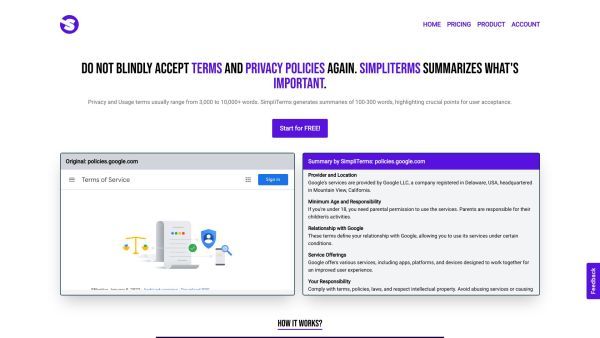 HOME PRICING PRODUCT ACCOUNT
DO NOT BLINDLY ACCEPT TERMS AND PRIVACY POLICIES AGAIN. SIMPLITERMS SUMMARIZES WHAT'S
IMPORTANT.
Privacy and Usage terms usually range from 3,000 to 10,000+ words. SimpliTerms generates summaries of 100-300 words, highlighting crucial points for user acceptance.
Start for FREE!
Original: policies.google.com
Terms of Service
Sign in
Summary by SimpliTerms: policies.google.com
Provider and Location
Google's services are provided by Google LLC, a company registered in Delaware, USA, headquartered
in Mountain View, California.
Minimum Age and Responsibility
If you're under 18, you need parental permission to use the services. Parents are responsible for their
children's activities.
Relationship with Google
These terms define your relationship with Google, allowing you to use its services under certain
conditions.
Service Offerings
Google offers various services, including apps, platforms, and devices designed to work together for
an improved user experience.
Your Responsibility
Comply with terms, policies, laws, and respect intellectual property. Avoid abusing services or causing
Feedback
HOW IT WORKS?